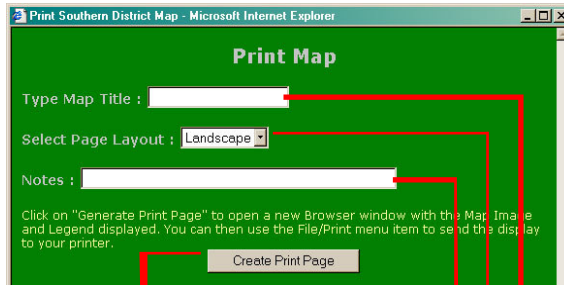 Print Southern District Map - Microsoft Internet Explorer
Print Map
Type Map Title :
Select Page Layout : Landscape
Notes :
Click on "Generate Print Page" to open a new Browser window with the Map Image
and Legend displayed. You can then use the File/Print menu item to send the display
to your printer.
Create Print Page